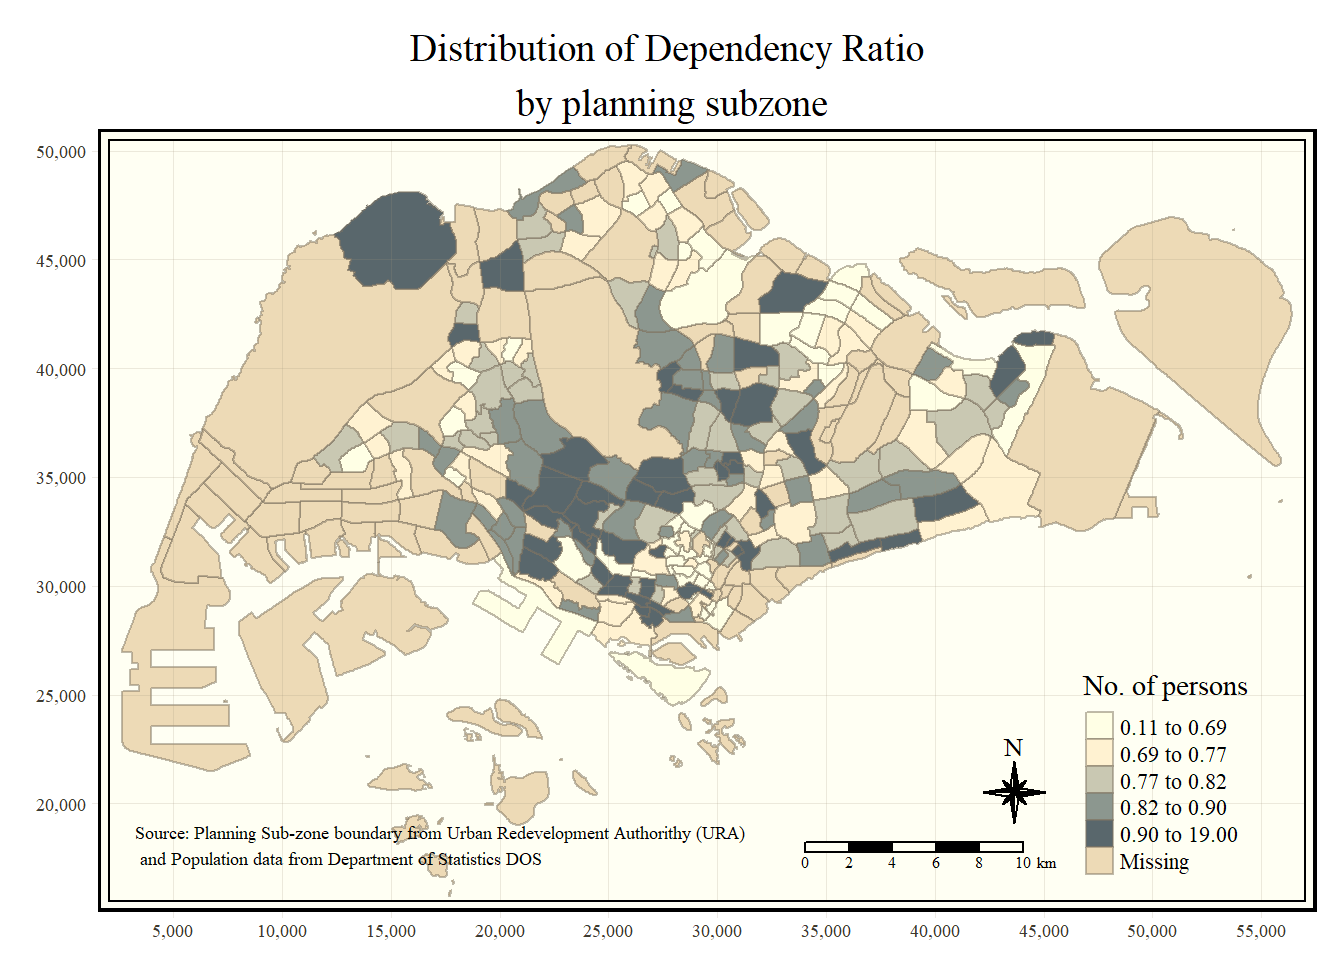 Distribution of Dependency Ratio
by planning subzone
50,000
45,000
40,000
35,000
30,000
25,000
20,000
No. of persons
0.11 to 0.69
0.69 to 0.77
0.77 to 0.82
0.82 to 0.90
0.90 to 19.00
Missing
N
Source: Planning Sub-zone boundary from Urban Redevelopment Authorithy (URA)
and Population data from Department of Statistics DOS
0 2 4 6 8 10 km
5,000 10,000 15,000 20,000 25,000 30,000 35,000 40,000 45,000 50,000 55,000